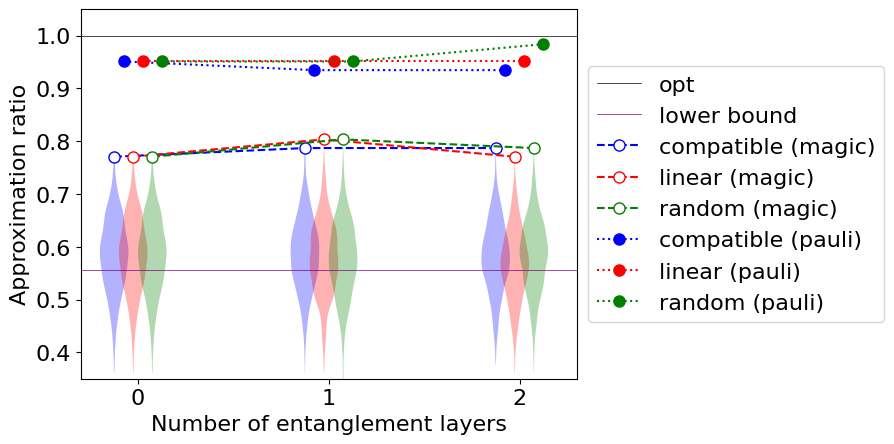 1.0
0.9
0.8
0.7
0.6
0.5
0.4
Approximation ratio
0 1 2
Number of entanglement layers
opt
lower bound
compatible (magic)
linear (magic)
random (magic)
compatible (pauli)
linear (pauli)
random (pauli)